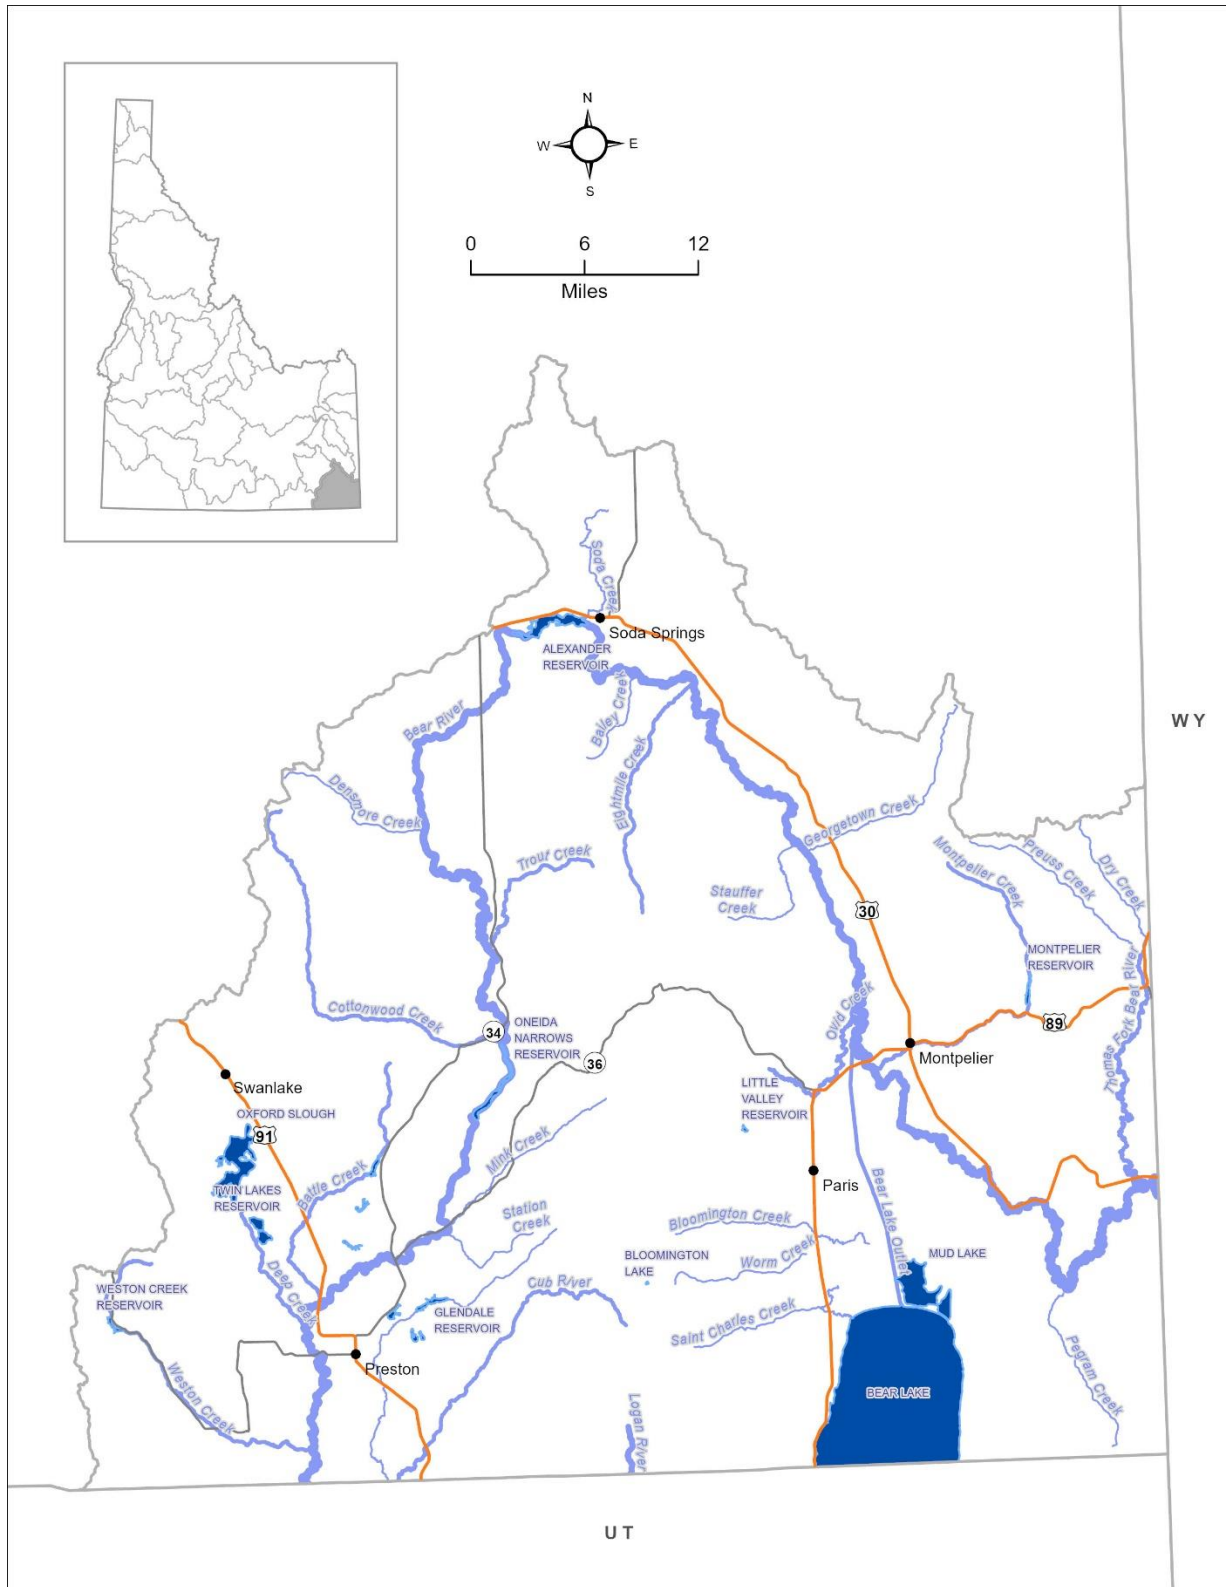 N
W
E
S
0
6
12
Miles
Soda Creek
Soda Springs
ALEXANDER
RESERVOIR
Bear River
Bailey Creek
WY
Eightmile Creek
Densmore Creek
Georgetown Creek
Trout Creek
Montpelier Creek
Preuss Creek
Dry Creek
Stauffer
Creek
30
MONTPELIER
RESERVOIR
Cottonwood Creek
Ovid Creek
34
ONEIDA
NARROWS
RESERVOIR
89
Thomas Fork Bear River
36
Montpelier
Swanlake
LITTLE
VALLEY
RESERVOIR
OXFORD SLOUGH
91
Mink Creek
Battle Creek
Paris
TWIN LAKES
RESERVOIR
Station
Creek
Bloomington Creek
Bear Lake Outlet
BLOOMINGTON
LAKE
Worm Creek
MUD LAKE
WESTON CREEK
RESERVOIR
Deep Creek
Cub River
GLENDALE
RESERVOIR
Saint Charles Creek
Preston
Pegram Creek
Weston Creek
BEAR LAKE
Logan River
UT